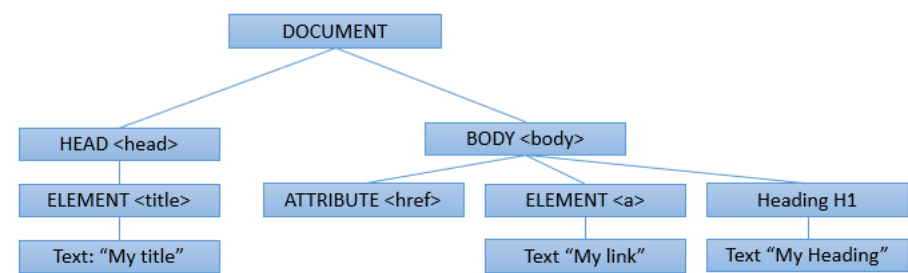 DOCUMENT
HEAD <head>
BODY <body>
ELEMENT <title>
ATTRIBUTE <href>
ELEMENT <a>
Heading H1
Text: “My title”
Text “My link”
Text “My Heading”